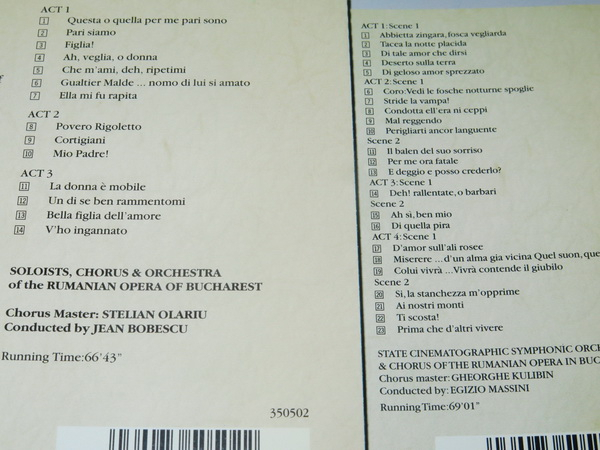 ACT 1
1 Questa o quella per me pari sono
2 Pari siamo
3 Figlia!
4 Ah, veglia, o donna
5 Che m'ami, deh, ripetimi
6 Gualtier Malde ... nomo di lui si amato
7 Ella mi fu rapita
ACT 2
8 Povero Rigoletto
9 Cortigiani
10 Mio Padre!
ACT 3
11 La donna è mobile
12 Un di se ben rammentomi
13 Bella figlia dell'amore
14 V'ho ingannato
SOLOISTS, CHORUS & ORCHESTRA
of the RUMANIAN OPERA OF BUCHAREST
Chorus Master: STELIAN OLARIU
Conducted by JEAN BOBESCU
Running Time:66'43"
350502
ACT 1: Scene 1
1 Abbietta zingara, fosca vegliarda
2 Tacea la notte placida
3 Di tale amor che dirsi
4 Deserto sulla terra
5 Di geloso amor sprezzato
ACT 2: Scene 1
6 Coro:Vedi le fosche notturne spoglie
7 Stride la vampa!
8 Condotta ell'era ni ceppi
9 Mal reggendo
10 Perigliarti ancor languente
Scene 2
11 Il balen del suo sorriso
12 Per me ora fatale
13 E deggio e posso crederlo?
ACT 3: Scene 1
14 Deh! rallentate, o barbari
Scene 2
15 Ah si, ben mio
16 Di quella pira
ACT 4: Scene 1
17 D'amor sull'ali rosee
18 Miserere ...d'un alma gia vicina Quel suon, que
19 Colui vivrà ...Vivrà contende il giubilo
Scene 2
20 Si, la stanchezza m'opprime
21 Ai nostri monti
22 Ti scosta!
23 Prima che d'altri vivere
STATE CINEMATOGRAPHIC SYMPHONIC ORCH
& CHORUS OF THE RUMANIAN OPERA IN BUC
Chorus master: GHEORGHE KULIBIN
Conducted by: EGIZIO MASSINI
Running Time:69'01"